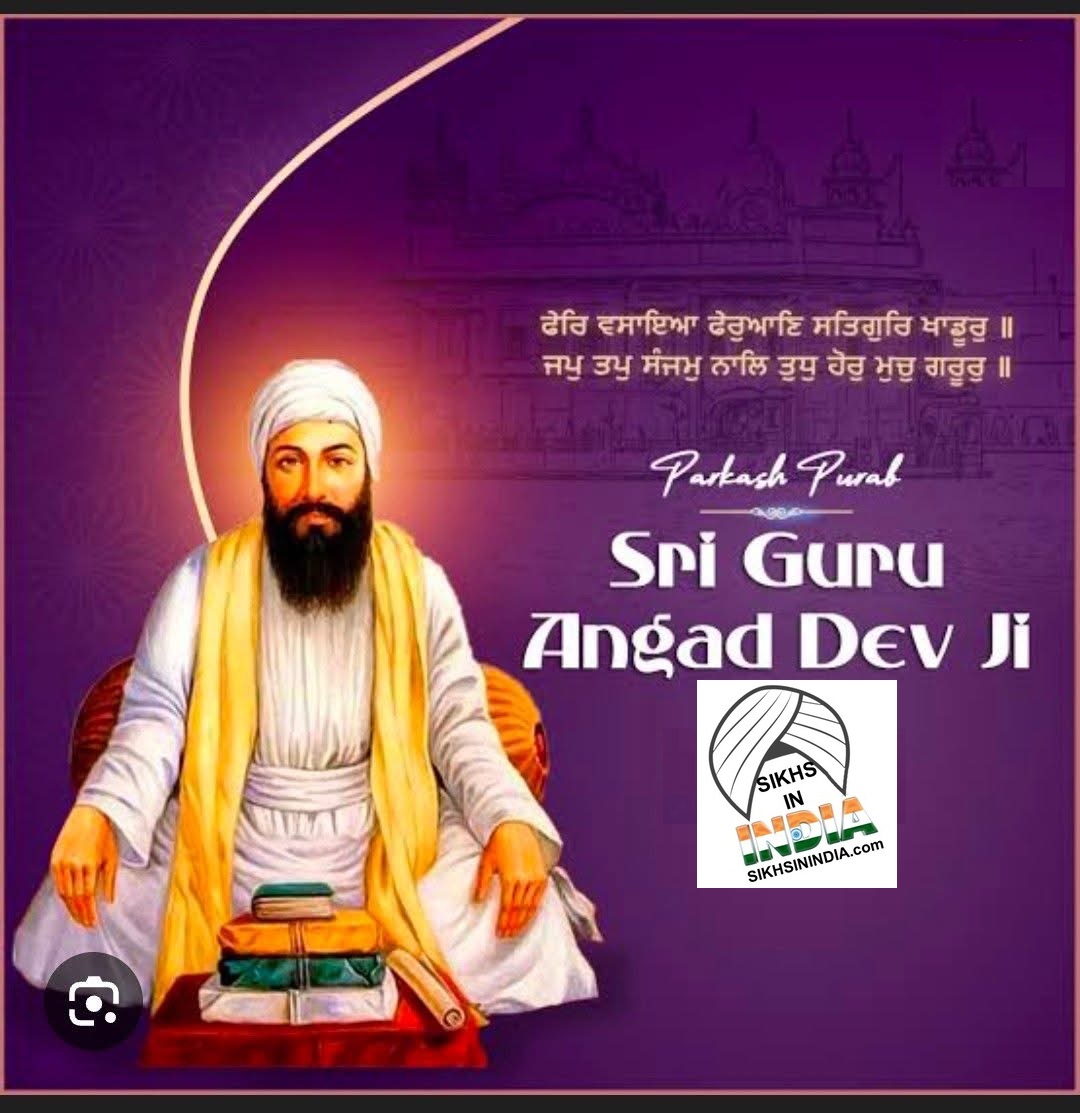 ਫੇਰਿ ਵਸਾਇਆ ਫੇਰੁਆਣਿ ਸਤਿਗੁਰਿ ਖਾਡੂਰੁ ॥
ਜਪੁ ਤਪੁ ਸੰਜਮੁ ਨਾਲਿ ਤੁਧੁ ਹੋਰੁ ਮੁਚੁ ਗਰੂਰੁ ॥
Parkash Purab
Sri Guru
Angad Dev Ji
SIKHS
IN
INDIA
SIKHSININDIA.com